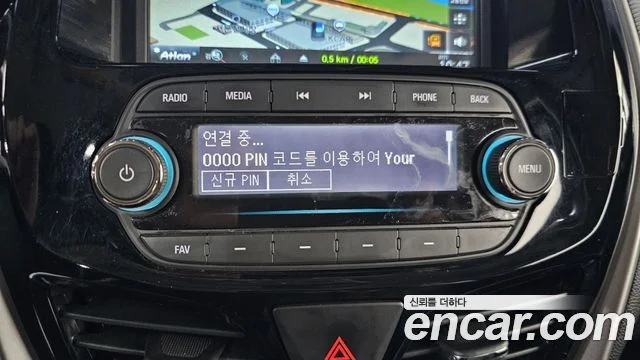 Atlan
0.5 km / 00:05
10:47
RADIO MEDIA PHONE BACK
연결 중...
0000 PIN 코드를 이용하여 Your
신규 PIN 취소
MENU
FAV
신뢰를 더하다
encar.com